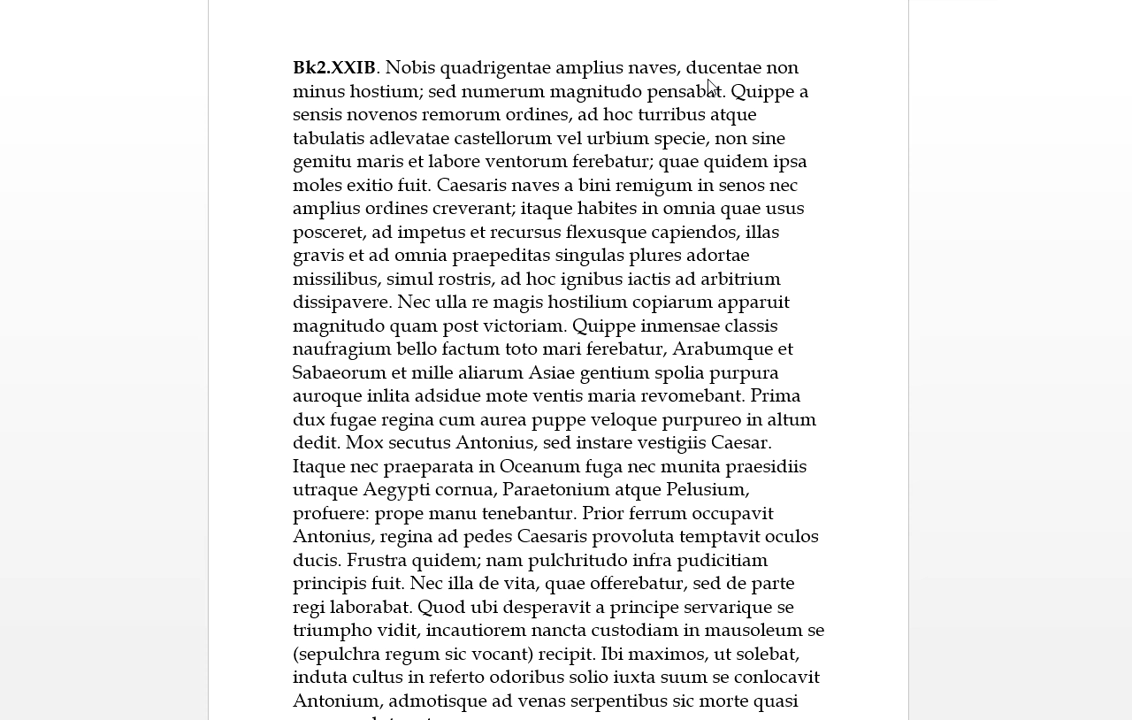 Bk2.XXIB. Nobis quadrigentae amplius naves, ducentae non
minus hostium; sed numerum magnitudo pensabat. Quippe a
sensis novenos remorum ordines, ad hoc turribus atque
tabulatis adlevatae castellorum vel urbium specie, non sine
gemitu maris et labore ventorum ferebatur; quae quidem ipsa
moles exitio fuit. Caesaris naves a bini remigum in senos nec
amplius ordines creverant; itaque habites in omnia quae usus
posceret, ad impetus et recursus flexusque capiendos, illas
gravis et ad omnia praepeditas singulas plures adortae
missilibus, simul rostris, ad hoc ignibus iactis ad arbitrium
dissipavere. Nec ulla re magis hostilium copiarum apparuit
magnitudo quam post victoriam. Quippe inmensae classis
naufragium bello factum toto mari ferebatur, Arabumque et
Sabaeorum et mille aliarum Asiae gentium spolia purpura
auroque inlita adsidue mote ventis maria revomebant. Prima
dux fugae regina cum aurea puppe veloque purpureo in altum
dedit. Mox secutus Antonius, sed instare vestigiis Caesar.
Itaque nec praeparata in Oceanum fuga nec munita praesidiis
utraque Aegypti cornua, Paraetonium atque Pelusium,
profuere: prope manu tenebantur. Prior ferrum occupavit
Antonius, regina ad pedes Caesaris provoluta temptavit oculos
ducis. Frustra quidem; nam pulchritudo infra pudicitiam
principis fuit. Nec illa de vita, quae offerebatur, sed de parte
regi laborabat. Quod ubi desperavit a principe servarique se
triumpho vidit, incautiorem nancta custodiam in mausoleum se
(sepulchra regum sic vocant) recipit. Ibi maximos, ut solebat,
induta cultus in referto odoribus solio iuxta suum se conlocavit
Antonium, admotisque ad venas serpentibus sic morte quasi